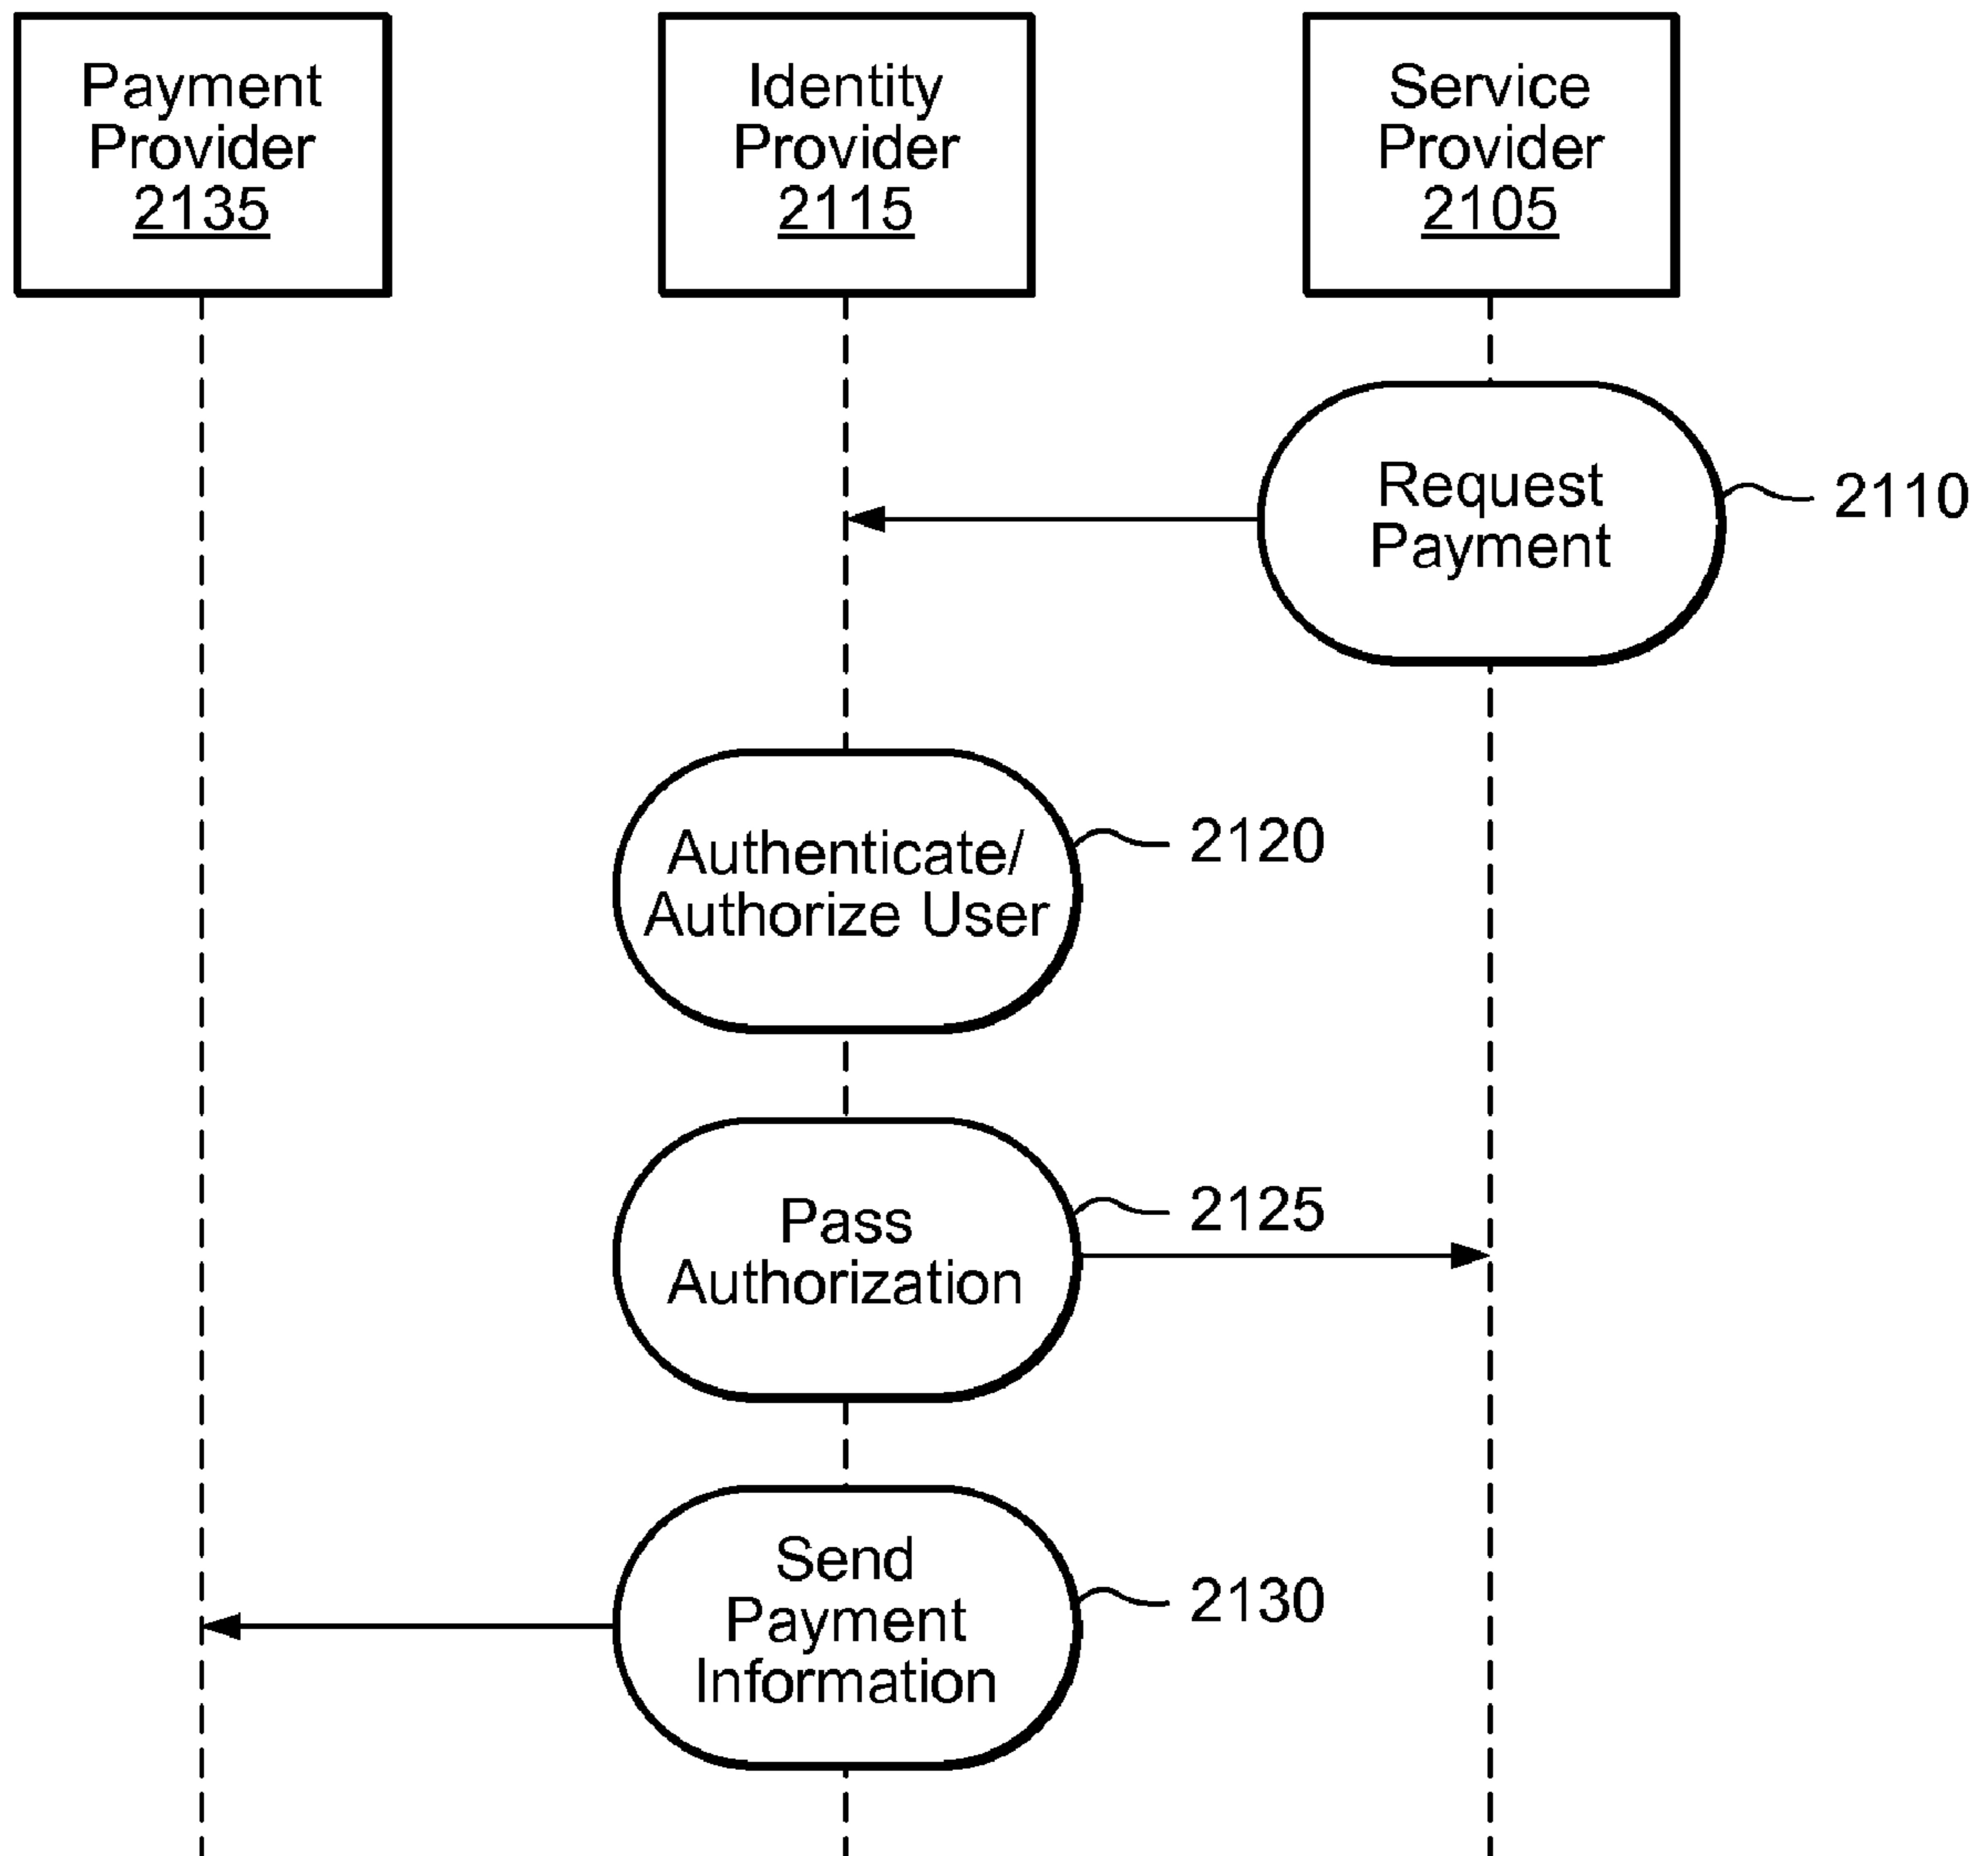 Payment
Provider
2135
Identity
Provider
2115
Service
Provider
2105
Request
Payment
2110
Authenticate/
Authorize User
2120
Pass
Authorization
2125
Send
Payment
Information
2130